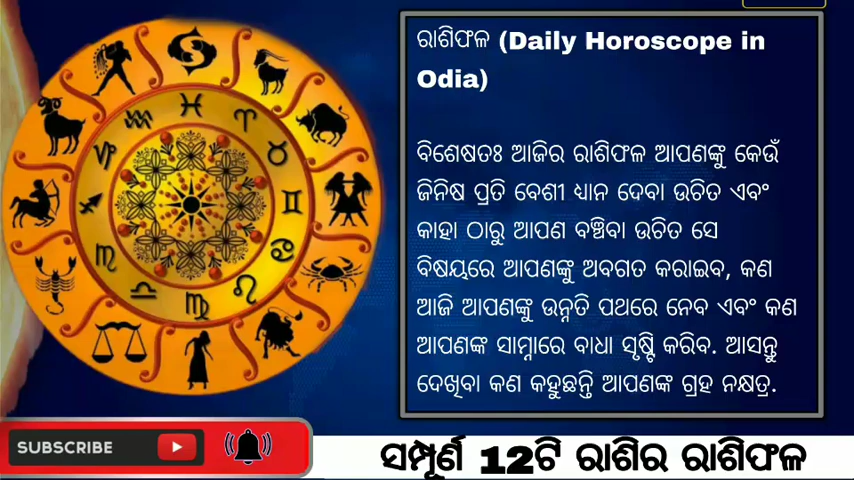 ରାଶିଫଳ (Daily Horoscope in
Odia)
ବିଶେଷତଃ ଆଜିର ରାଶିଫଳ ଆପଣଙ୍କୁ କେଉଁ
ଜିନିଷ ପ୍ରତି ବେଶୀ ଧ୍ୟାନ ଦେବା ଉଚିତ ଏବଂ
କାହା ଠାରୁ ଆପଣ ବଞ୍ଚିବା ଉଚିତ ସେ
ବିଷୟରେ ଆପଣଙ୍କୁ ଅବଗତ କରାଇବ, କଣ
ଆଜି ଆପଣଙ୍କୁ ଉନ୍ନତି ପଥରେ ନେବ ଏବଂ କଣ
ଆପଣଙ୍କ ସାମ୍ନାରେ ବାଧା ସୃଷ୍ଟି କରିବ. ଆସନ୍ତୁ
ଦେଖିବା କଣ କହୁଛନ୍ତି ଆପଣଙ୍କ ଗ୍ରହ ନକ୍ଷତ୍ର.
SUBSCRIBE
ସମ୍ପୂର୍ଣ 12ଟି ରାଶିର ରାଶିଫଳ